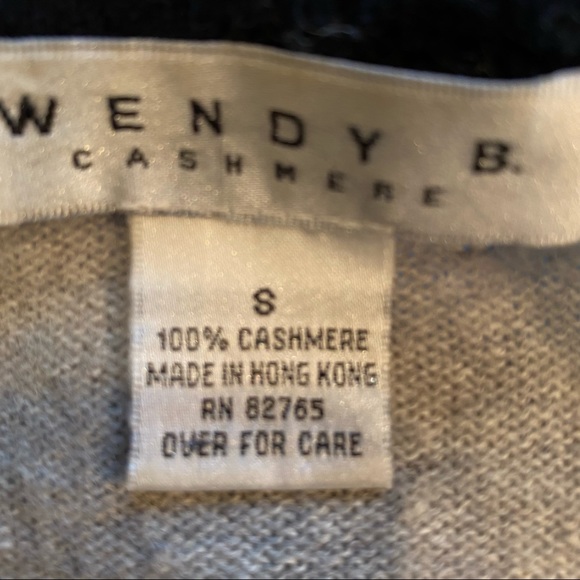 WENDY B.
CASHMERE
S
100% CASHMERE
MADE IN HONG KONG
RN 82765
OVER FOR CARE